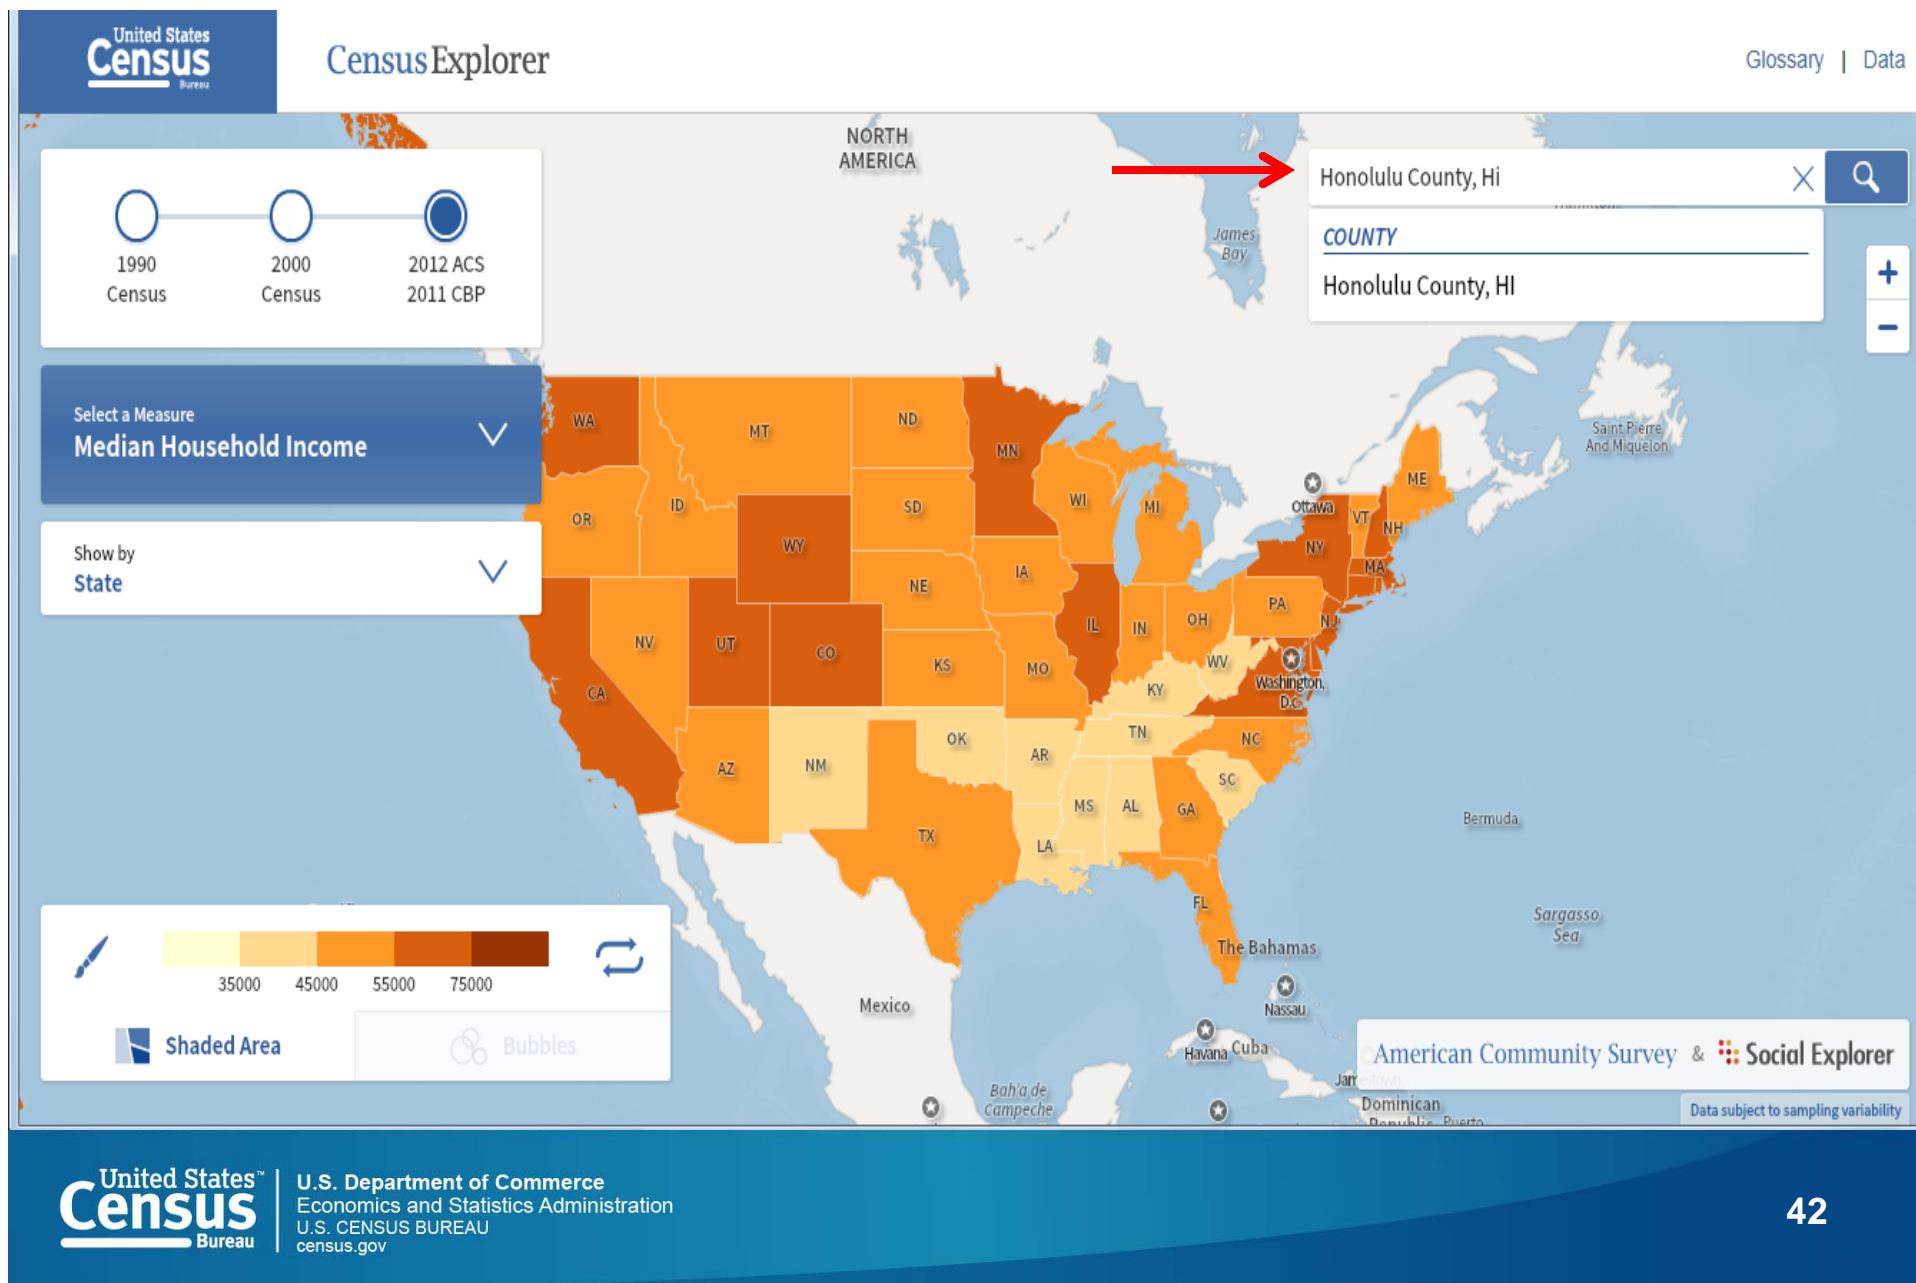 United States
Census
Bureau
Census Explorer
Glossary | Data
1990
Census
2000
Census
2012 ACS
2011 CBP
Select a Measure
Median Household Income
Show by
State
Honolulu County, Hi
COUNTY
Honolulu County, HI
+
−
NORTH
AMERICA
James
Bay
Saint Pierre
And Miquelon
Ottawa
WA
MT
ND
MN
ME
OR
ID
SD
WI
MI
VT
NH
WY
NY
MA
IA
NE
PA
NV
UT
CO
IL
IN
OH
NJ
KS
MO
WV
CA
KY
Washington,
D.C.
OK
AR
TN
NC
AZ
NM
SC
MS
AL
GA
TX
LA
Bermuda
FL
Sargasso
Sea
The Bahamas
Nassau
Mexico
Havana
Cuba
Bah'a de
Campeche
Dominican
Republic
Puerto
35000
45000
55000
75000
Shaded Area
Bubbles
American Community Survey & Social Explorer
Data subject to sampling variability
United States™
Census
Bureau
U.S. Department of Commerce
Economics and Statistics Administration
U.S. CENSUS BUREAU
census.gov
42